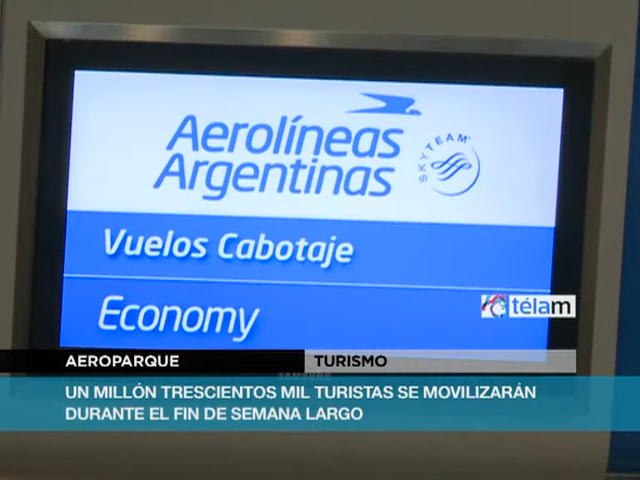 Aerolíneas
Argentinas
SKYTEAM
Vuelos Cabotaje
Economy
télam
AEROPARQUE
TURISMO
UN MILLÓN TRESCIENTOS MIL TURISTAS SE MOVILIZARÁN
DURANTE EL FIN DE SEMANA LARGO